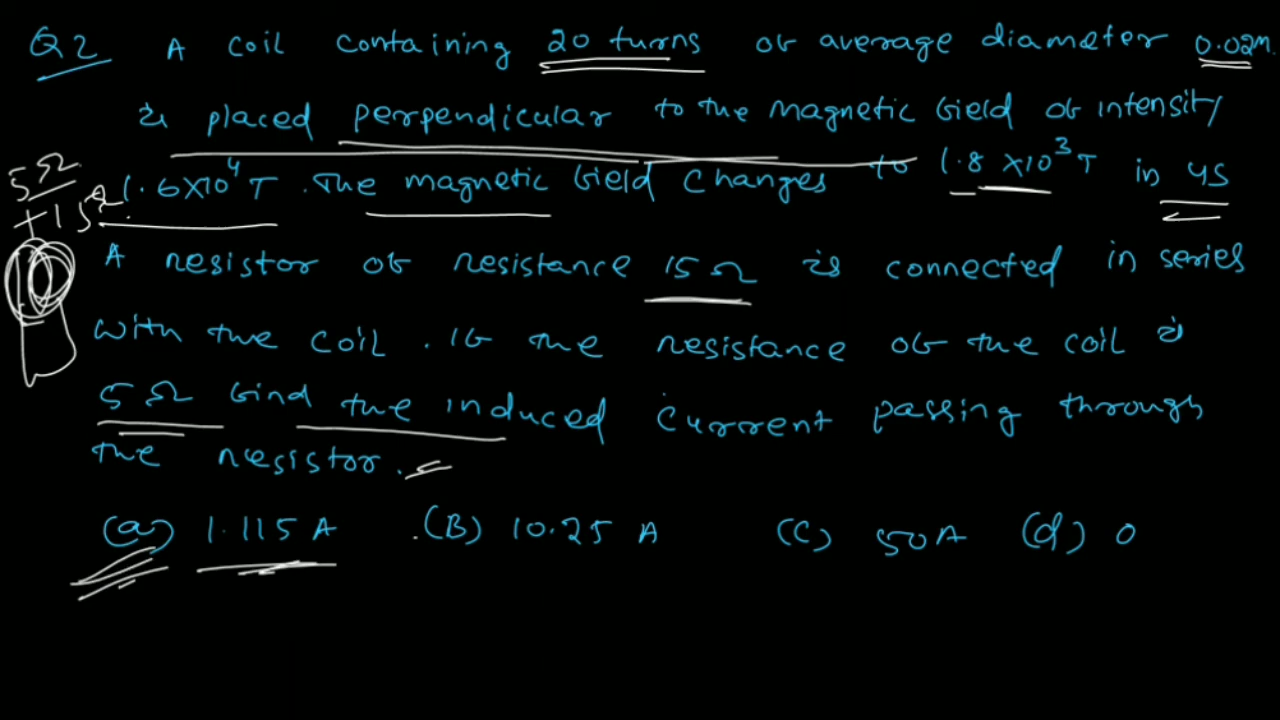 Q2 A coil containing 20 turns of average diameter 0.02m.
is placed perpendicular to the magnetic field of intensity
5Ω
1.6×10⁴ T . The magnetic field changes to 1.8 ×10³ T in 4S
+15Ω
A resistor of resistance 15Ω is connected in series
with the coil . If the resistance of the coil is
5Ω find the induced current passing through
the resistor.
(a) 1.115 A .(B) 10.25 A (C) 50A (d) 0